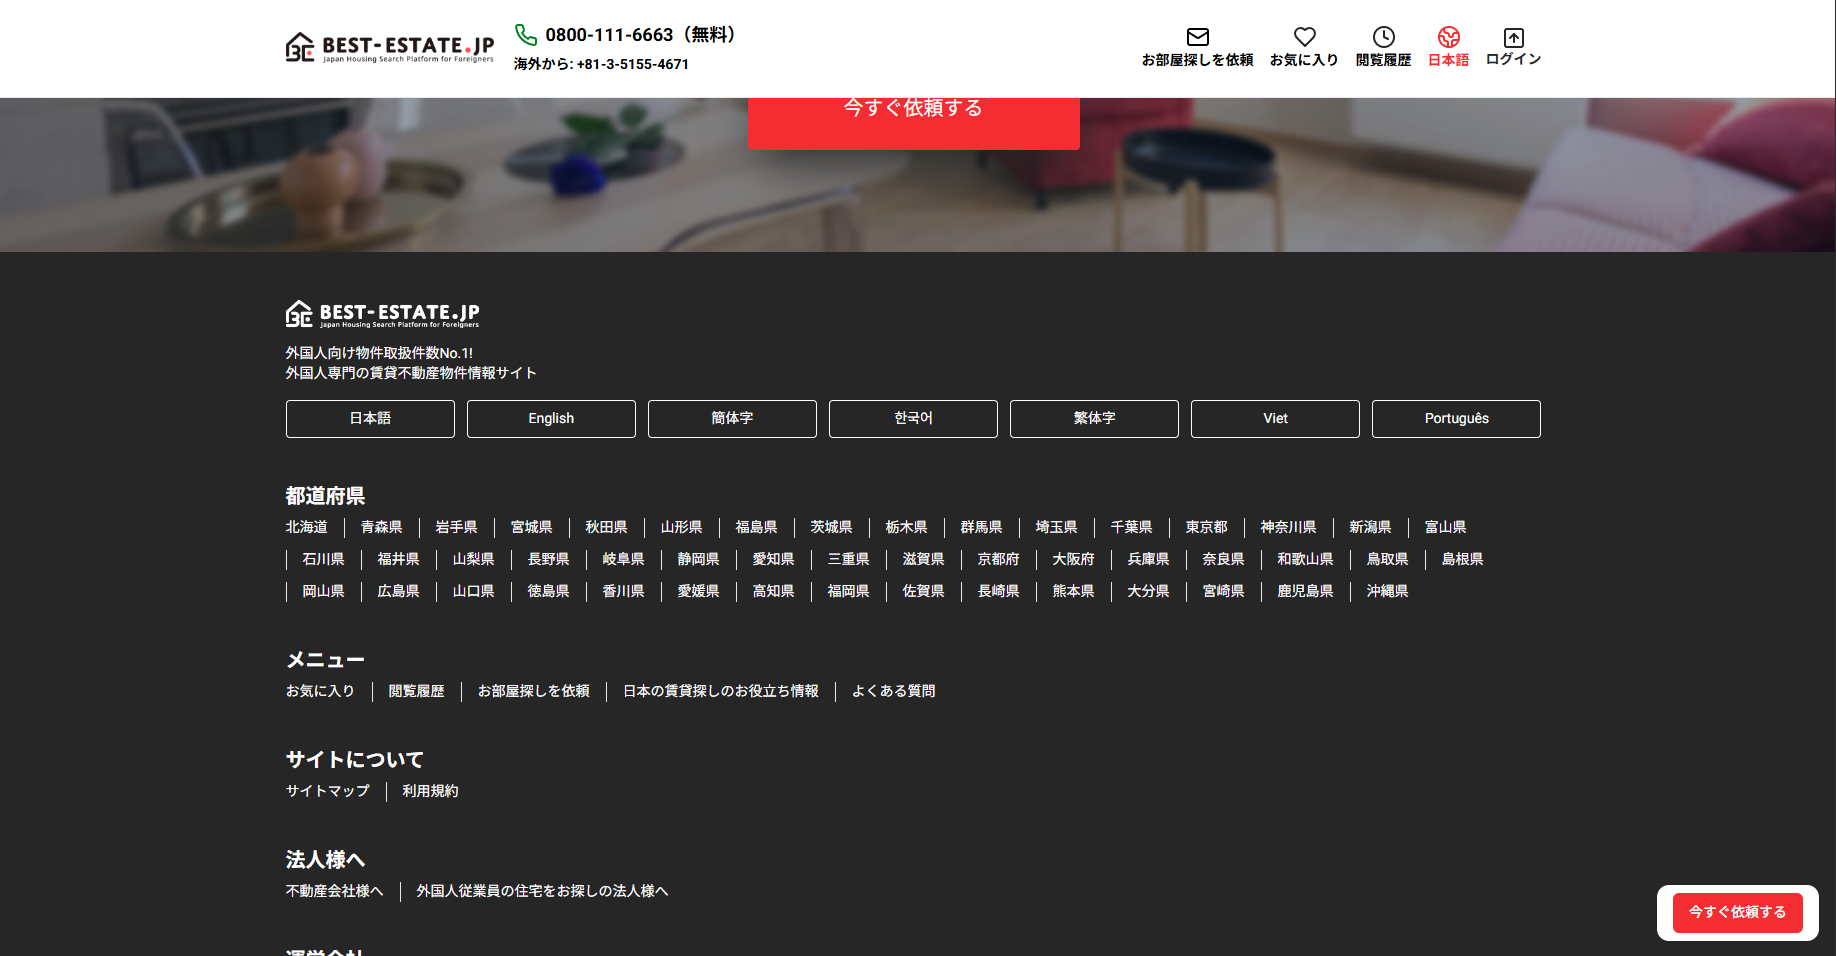 BEST-ESTATE.JP
Japan Housing Search Platform for Foreigners
0800-111-6663（無料）
海外から: +81-3-5155-4671
お部屋探しを依頼 お気に入り 閲覧履歴 日本語 ログイン
今すぐ依頼する
BEST-ESTATE.JP
Japan Housing Search Platform for Foreigners
外国人向け物件取扱件数No.1!
外国人専門の賃貸不動産物件情報サイト
日本語 English 簡体字 한국어 繁体字 Viet Português
都道府県
北海道 青森県 岩手県 宮城県 秋田県 山形県 福島県 茨城県 栃木県 群馬県 埼玉県 千葉県 東京都 神奈川県 新潟県 富山県
石川県 福井県 山梨県 長野県 岐阜県 静岡県 愛知県 三重県 滋賀県 京都府 大阪府 兵庫県 奈良県 和歌山県 鳥取県 島根県
岡山県 広島県 山口県 徳島県 香川県 愛媛県 高知県 福岡県 佐賀県 長崎県 熊本県 大分県 宮崎県 鹿児島県 沖縄県
メニュー
お気に入り 閲覧履歴 お部屋探しを依頼 日本の賃貸探しのお役立ち情報 よくある質問
サイトについて
サイトマップ 利用規約
法人様へ
不動産会社様へ 外国人従業員の住宅をお探しの法人様へ
今すぐ依頼する
運営会社